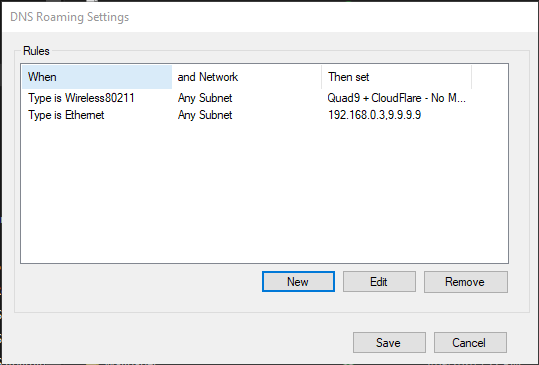 DNS Roaming Settings
Rules
When and Network Then set
Type is Wireless80211 Any Subnet Quad9 + CloudFlare - No M...
Type is Ethernet Any Subnet 192.168.0.3,9.9.9.9
New Edit Remove
Save Cancel